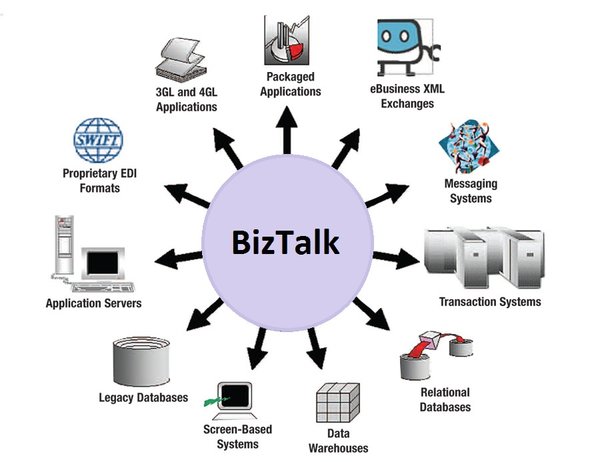 Packaged
Applications
3GL and 4GL
Applications
eBusiness XML
Exchanges
SWIFT
Proprietary EDI
Formats
Messaging
Systems
BizTalk
Application Servers
Transaction Systems
Legacy Databases
Relational
Databases
Screen-Based
Systems
Data
Warehouses